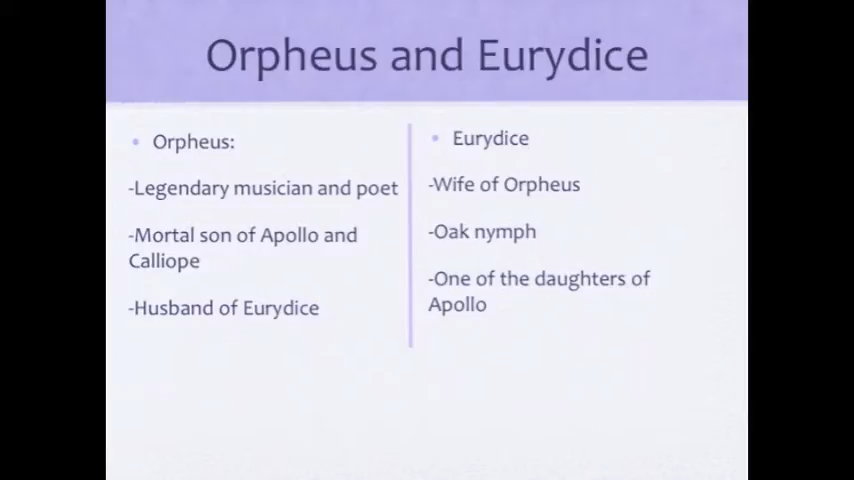 Orpheus and Eurydice
• Orpheus:
-Legendary musician and poet
-Mortal son of Apollo and
Calliope
-Husband of Eurydice
• Eurydice
-Wife of Orpheus
-Oak nymph
-One of the daughters of
Apollo